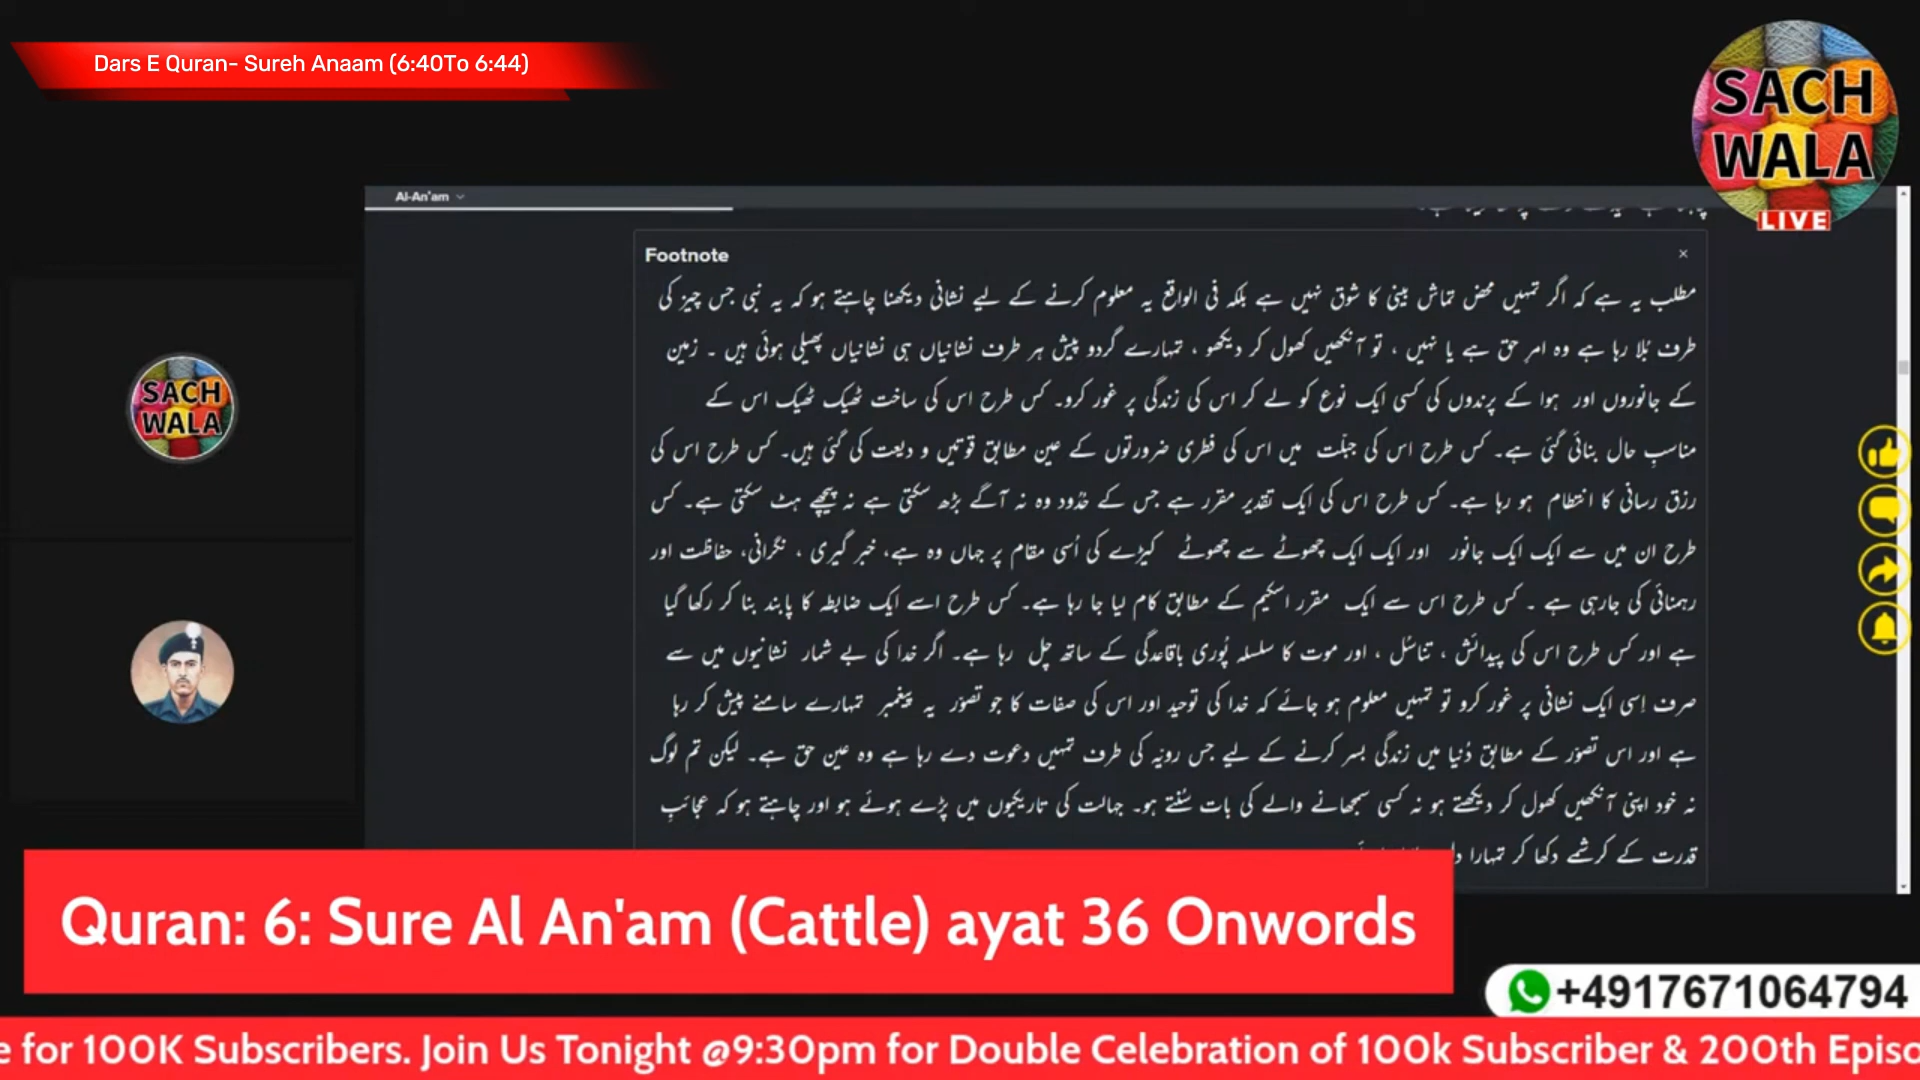 Dars E Quran- Sureh Anaam (6:40To 6:44)
SACH
WALA
LIVE
Al-An'am
Footnote
مطلب یہ ہے کہ اگر تمہیں محض تماش بینی کا شوق نہیں ہے بلکہ فی الواقع یہ معلوم کرنے کے لیے نشانی دیکھنا چاہتے ہو کہ یہ نبی جس چیز کی
طرف بُلا رہا ہے وہ امر حق ہے یا نہیں ، تو آنکھیں کھول کر دیکھو ، تمہارے گردو پیش ہر طرف نشانیاں ہی نشانیاں پھیلی ہوئی ہیں ۔ زمین
کے جانوروں اور ہوا کے پرندوں کی کسی ایک نوع کو لے کر اس کی زندگی پر غور کرو۔ کس طرح اس کی ساخت ٹھیک ٹھیک اس کے
مناسبِ حال بنائی گئی ہے۔ کس طرح اس کی جبلّت میں اس کی فطری ضرورتوں کے عین مطابق قوتیں و دیعت کی گئی ہیں۔ کس طرح اس کی
رزق رسانی کا انتظام ہو رہا ہے۔ کس طرح اس کی ایک تقدیر مقرر ہے جس کے حُدُود وہ نہ آگے بڑھ سکتی ہے نہ پیچھے ہٹ سکتی ہے۔ کس
طرح ان میں سے ایک ایک جانور اور ایک ایک چھوٹے سے چھوٹے کیڑے کی اُسی مقام پر جہاں وہ ہے، خبر گیری ، نگرانی، حفاظت اور
رہمنائی کی جارہی ہے ۔ کس طرح اس سے ایک مقرر اسکیم کے مطابق کام لیا جا رہا ہے۔ کس طرح اسے ایک ضابطہ کا پابند بنا کر رکھا گیا
ہے اور کس طرح اس کی پیدائش ، تناسُل ، اور موت کا سلسلہ پُوری باقاعدگی کے ساتھ چل رہا ہے۔ اگر خدا کی بے شمار نشانیوں میں سے
صرف اِسی ایک نشانی پر غور کرو تو تمہیں معلوم ہو جائے کہ خدا کی توحید اور اس کی صفات کا جو تصوّر یہ پیغمبر تمہارے سامنے پیش کر رہا
ہے اور اس تصوّر کے مطابق دُنیا میں زندگی بسر کرنے کے لیے جس رویّہ کی طرف تمہیں دعوت دے رہا ہے وہ عین حق ہے۔ لیکن تم لوگ
نہ خود اپنی آنکھیں کھول کر دیکھتے ہو نہ کسی سمجھانے والے کی بات سُنتے ہو۔ جہالت کی تاریکیوں میں پڑے ہوئے ہو اور چاہتے ہو کہ عجائبِ
قدرت کے کرشمے دکھا کر تمہارا
SACH
WALA
Quran: 6: Sure Al An'am (Cattle) ayat 36 Onwords
+4917671064794
e for 100K Subscribers. Join Us Tonight @9:30pm for Double Celebration of 100k Subscriber & 200th Episo